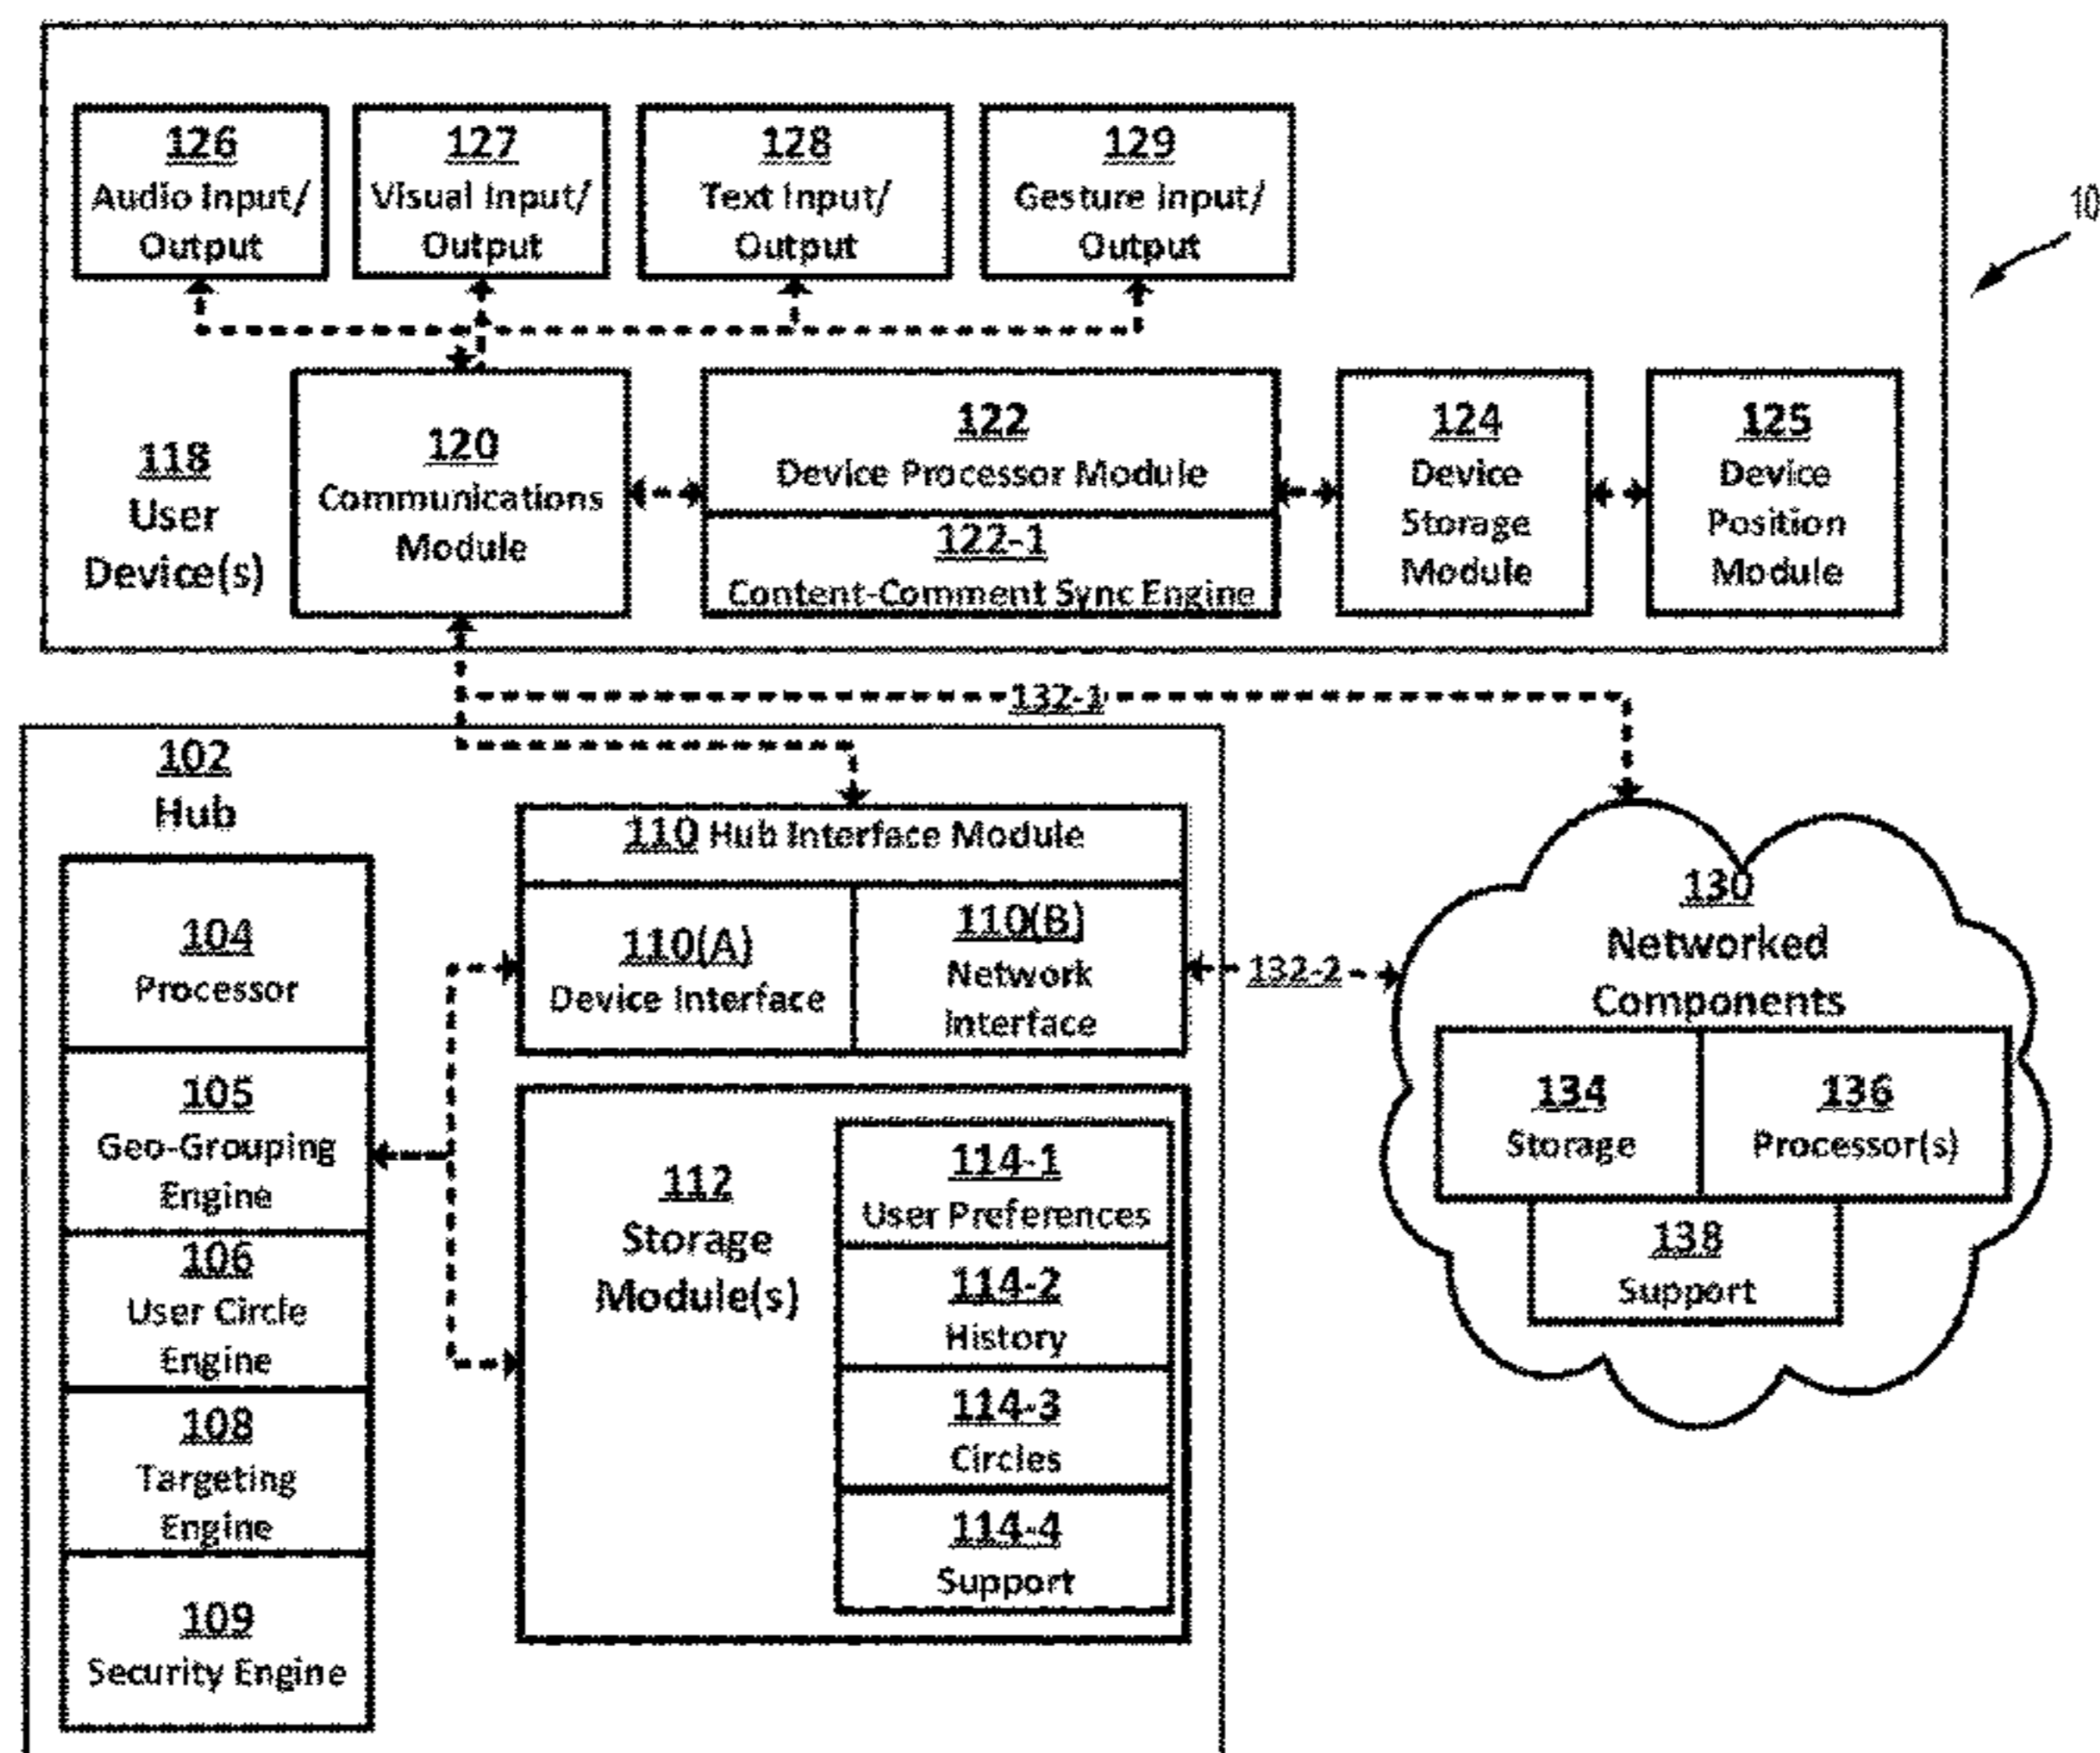 126
Audio Input/
Output
127
Visual Input/
Output
128
Text Input/
Output
129
Gesture Input/
Output
10
118
User
Device(s)
120
Communications
Module
122
Device Processor Module
122-1
Content-Comment Sync Engine
124
Device
Storage
Module
125
Device
Position
Module
132-1
102
Hub
104
Processor
105
Geo-Grouping
Engine
106
User Circle
Engine
108
Targeting
Engine
109
Security Engine
110 Hub Interface Module
110(A)
Device Interface
110(B)
Network
Interface
132-2
112
Storage
Module(s)
114-1
User Preferences
114-2
History
114-3
Circles
114-4
Support
130
Networked
Components
134
Storage
136
Processor(s)
138
Support